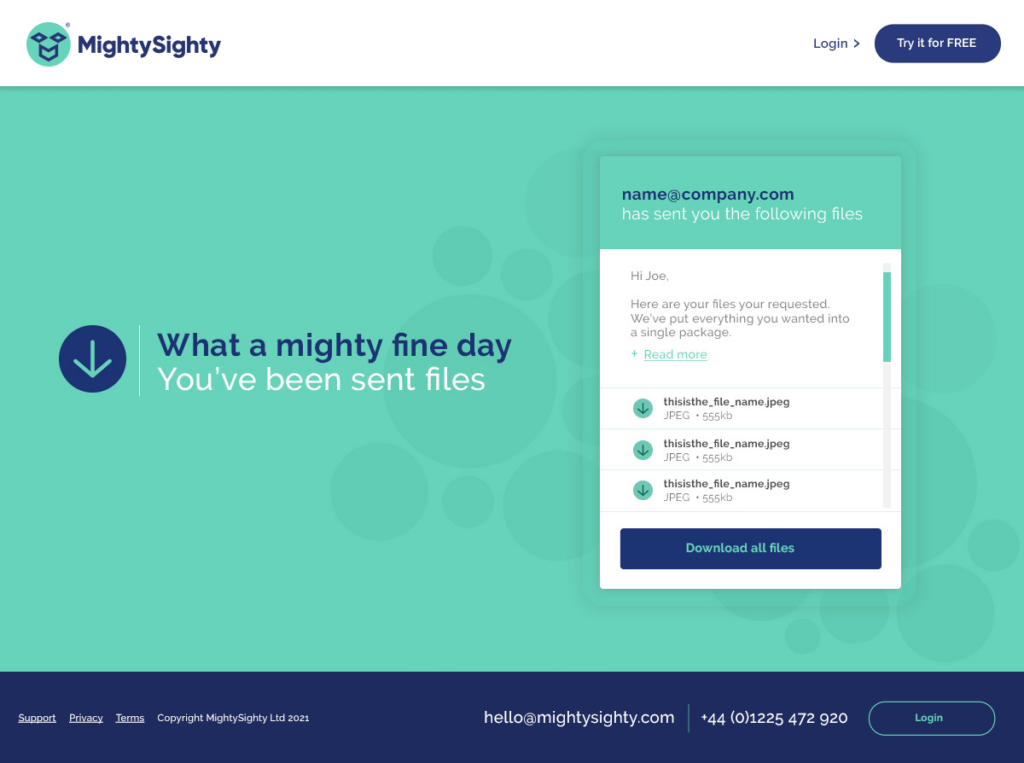 MightySighty®
Login >
Try it for FREE
What a mighty fine day
You've been sent files
name@company.com
has sent you the following files
Hi Joe,
Here are your files your requested.
We've put everything you wanted into
a single package.
+ Read more
thisisthe_file_name.jpeg
JPEG • 555kb
thisisthe_file_name.jpeg
JPEG • 555kb
thisisthe_file_name.jpeg
JPEG • 555kb
Download all files
Support Privacy Terms Copyright MightySighty Ltd 2021
hello@mightysighty.com
+44 (0)1225 472 920
Login